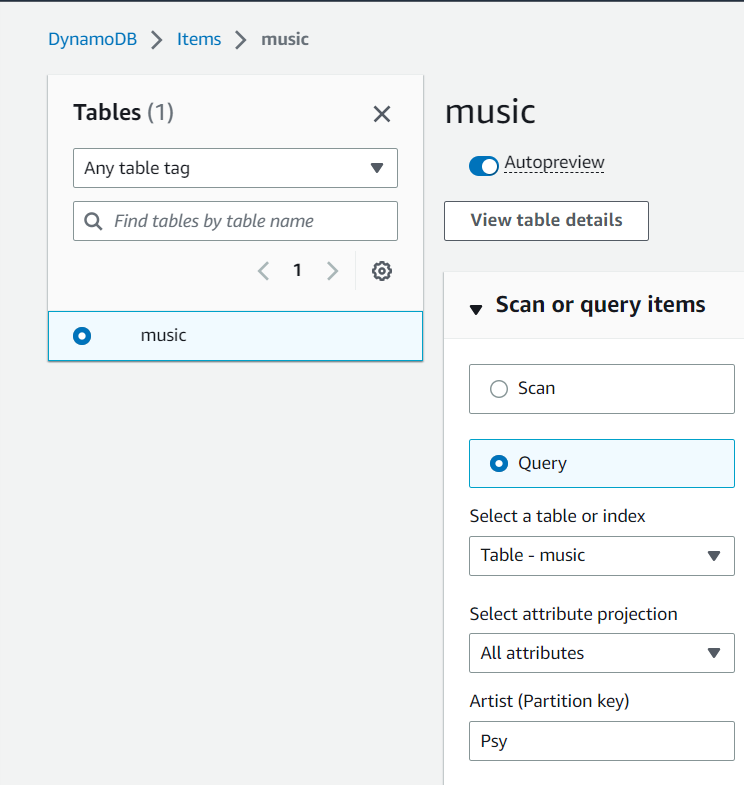 DynamoDB > Items > music
Tables (1)
Any table tag
Find tables by table name
1
music
music
Autopreview
View table details
Scan or query items
Scan
Query
Select a table or index
Table - music
Select attribute projection
All attributes
Artist (Partition key)
Psy